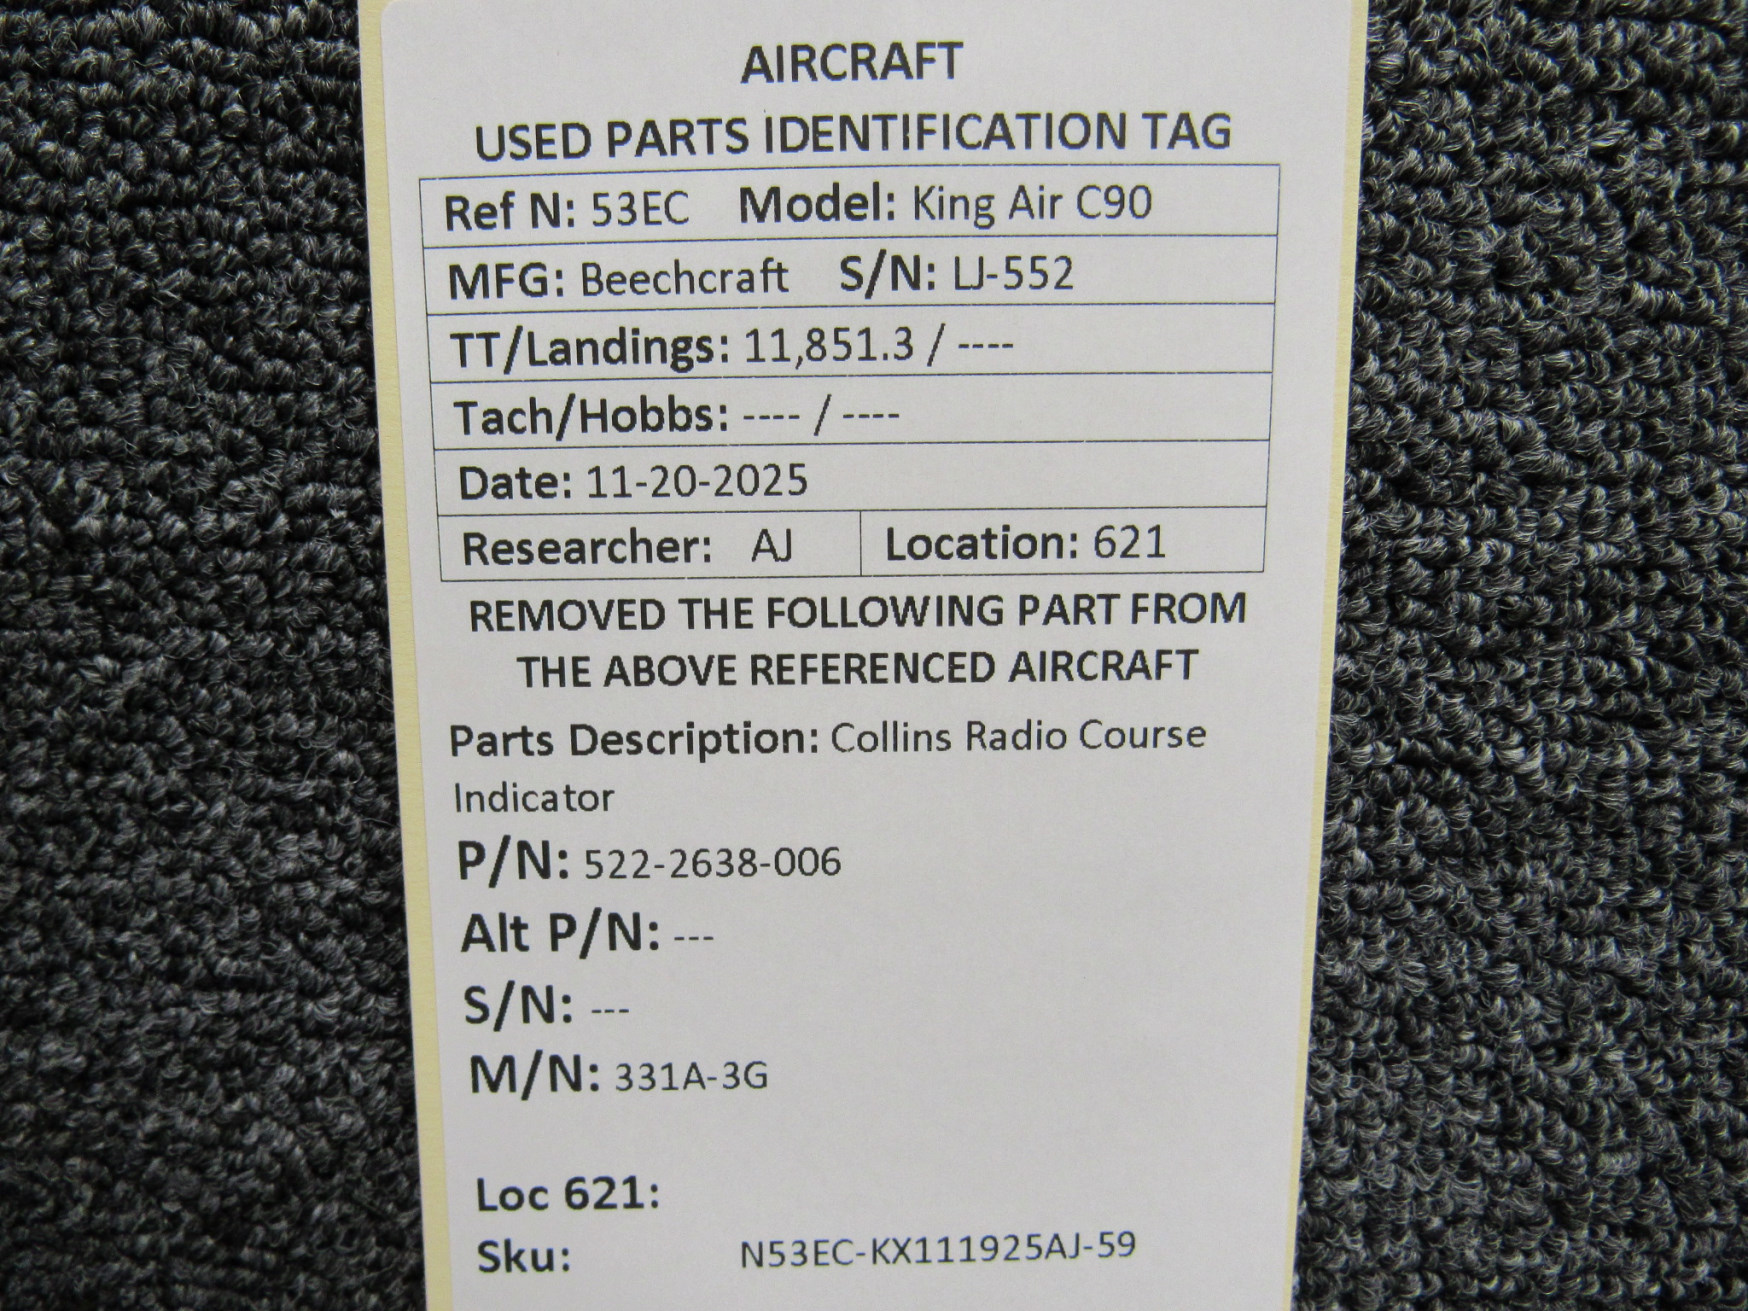 AIRCRAFT
USED PARTS IDENTIFICATION TAG
Ref N: 53EC Model: King Air C90
MFG: Beechcraft S/N: LJ-552
TT/Landings: 11,851.3 / ----
Tach/Hobbs: ---- / ----
Date: 11-20-2025
Researcher: AJ Location: 621
REMOVED THE FOLLOWING PART FROM
THE ABOVE REFERENCED AIRCRAFT
Parts Description: Collins Radio Course
Indicator
P/N: 522-2638-006
Alt P/N: ---
S/N: ---
M/N: 331A-3G
Loc 621:
Sku: N53EC-KX111925AJ-59